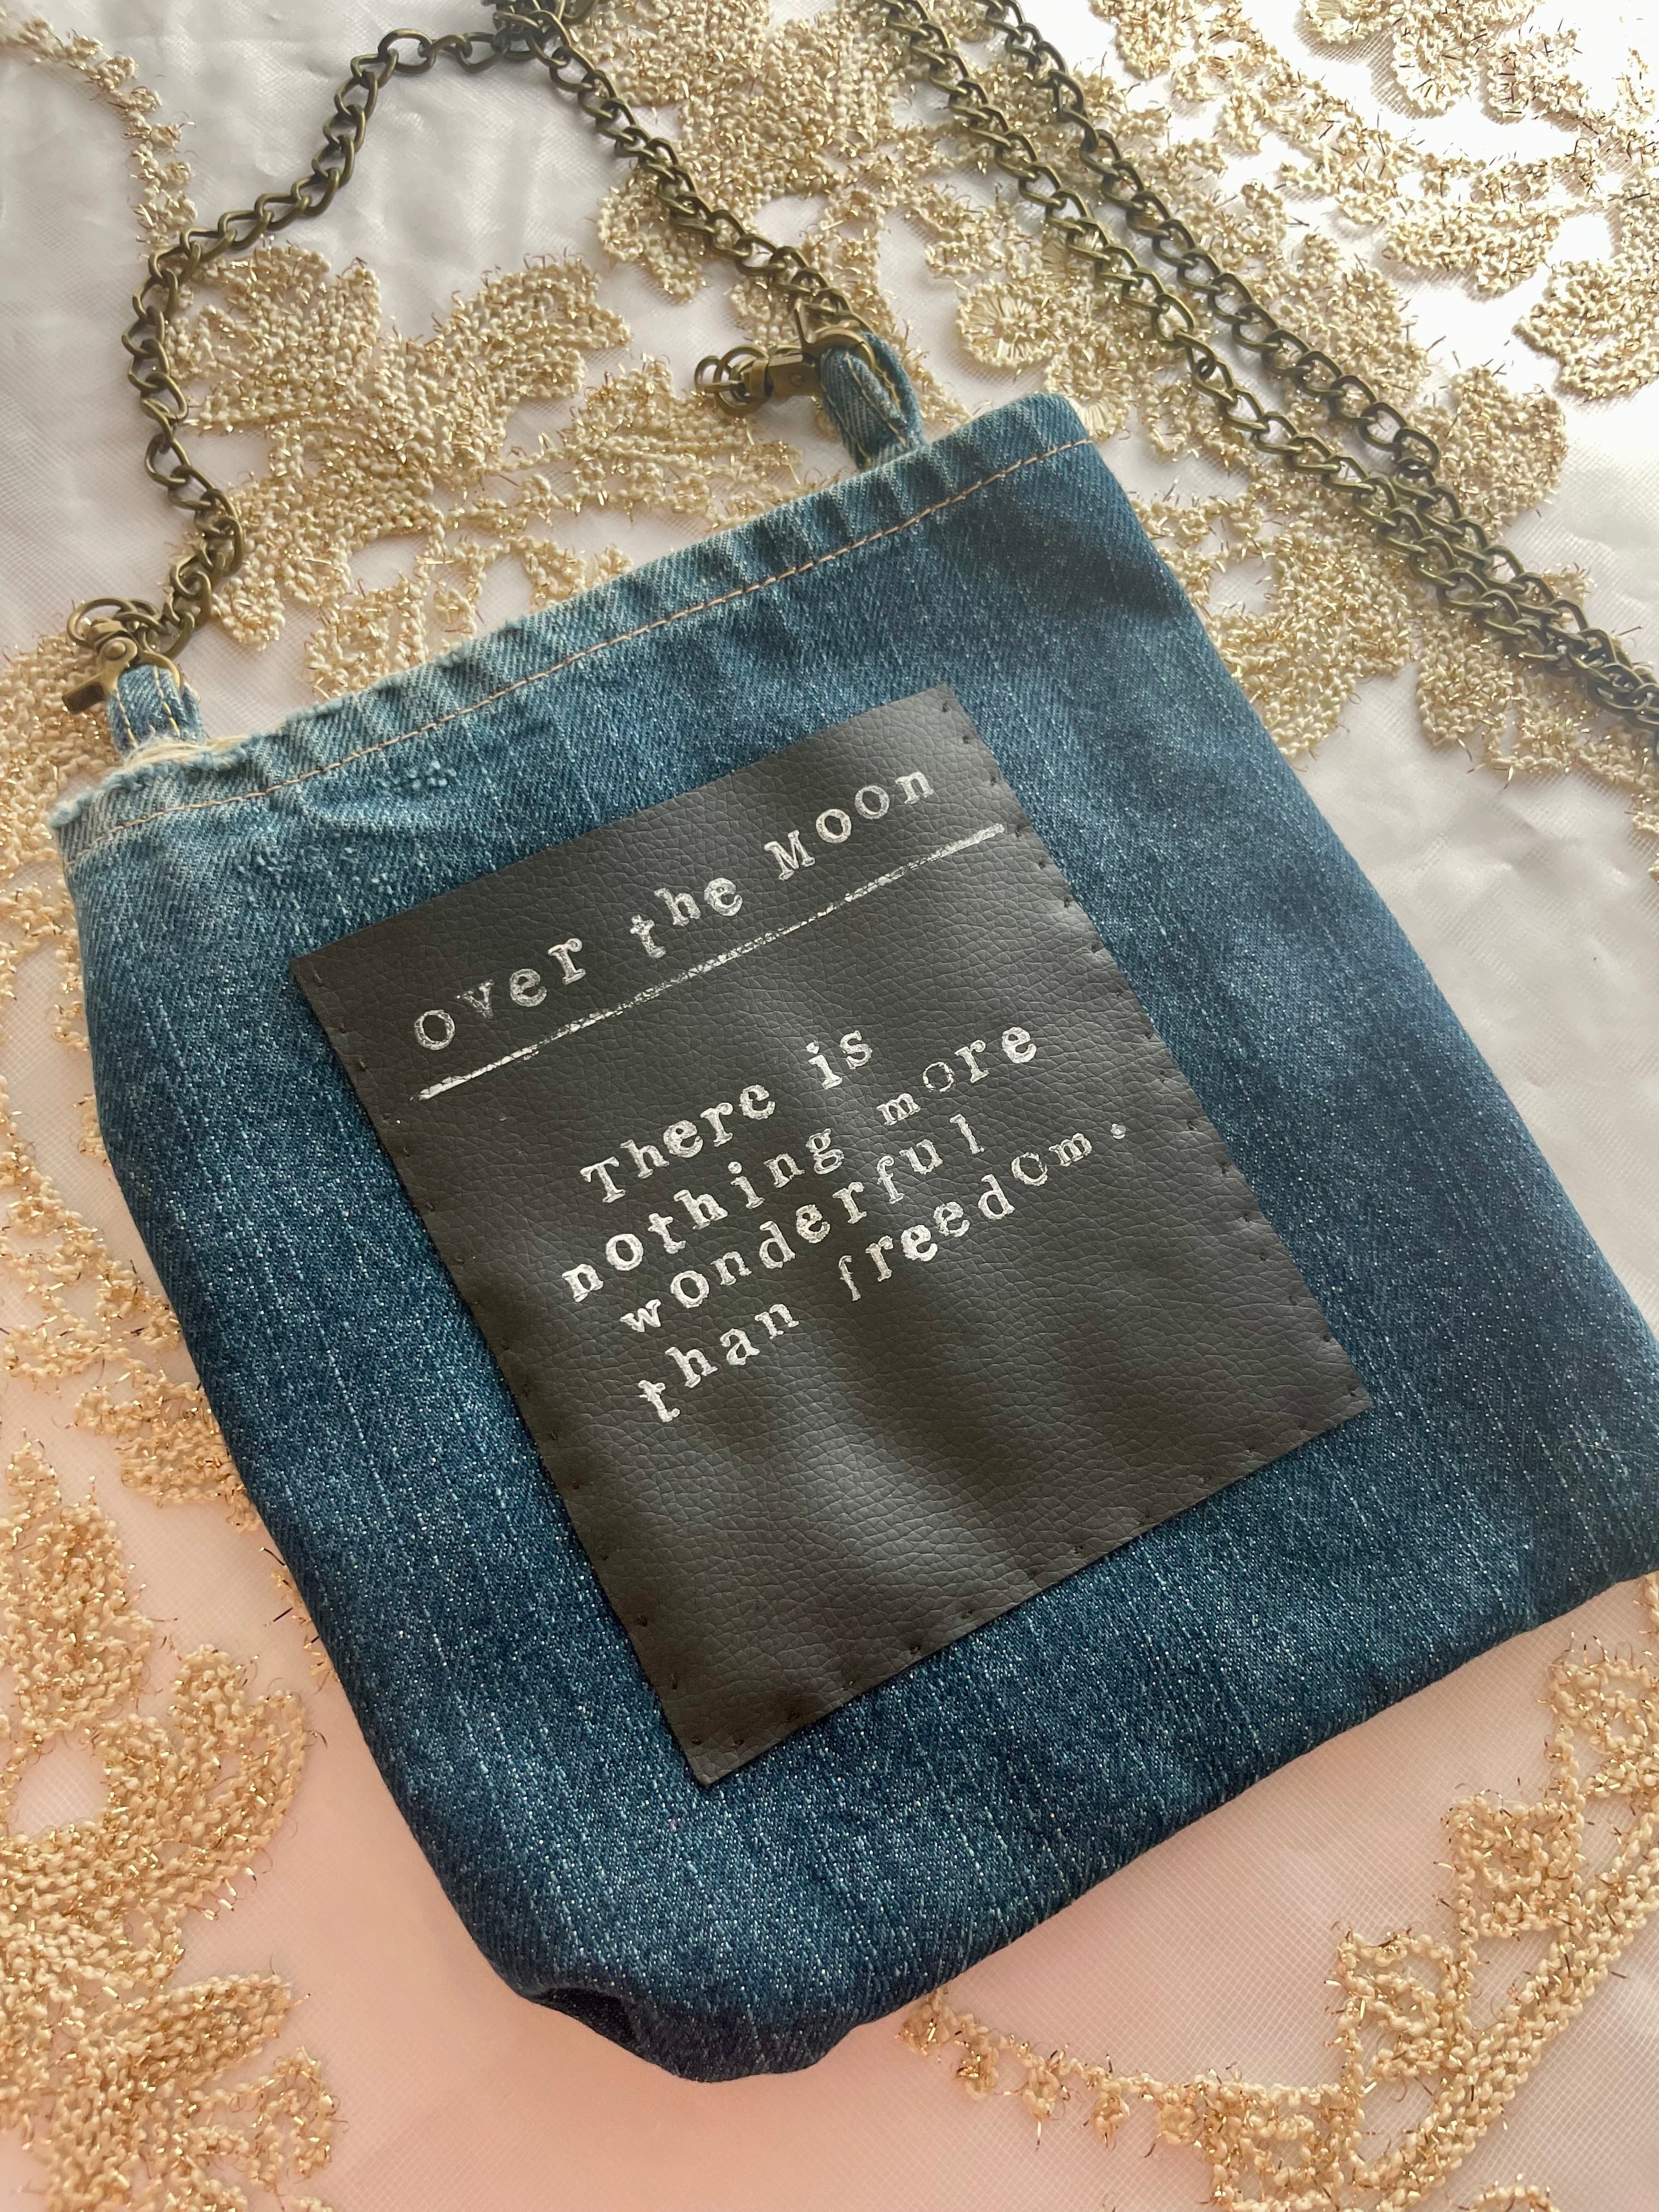 Over the Moon
There is
nothing more
wonderful
than freedom.